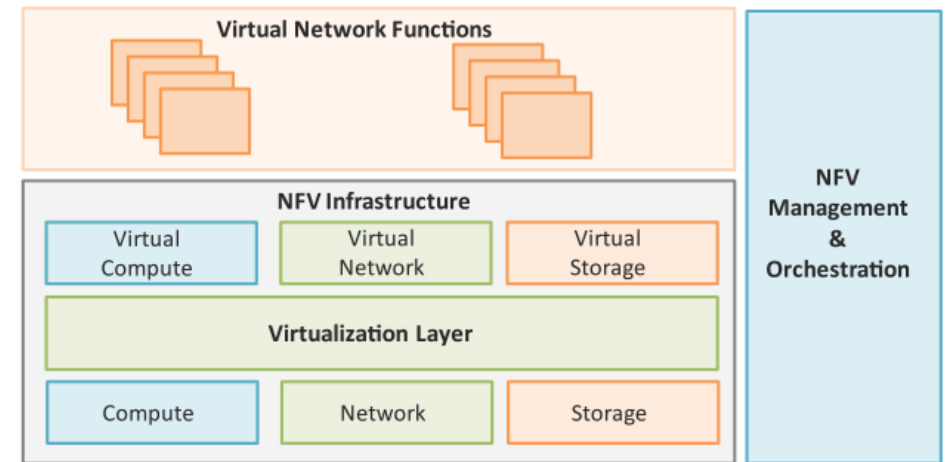 Virtual Network Functions
NFV Infrastructure
Virtual
Compute
Virtual
Network
Virtual
Storage
Virtualization Layer
Compute
Network
Storage
NFV
Management
&
Orchestration